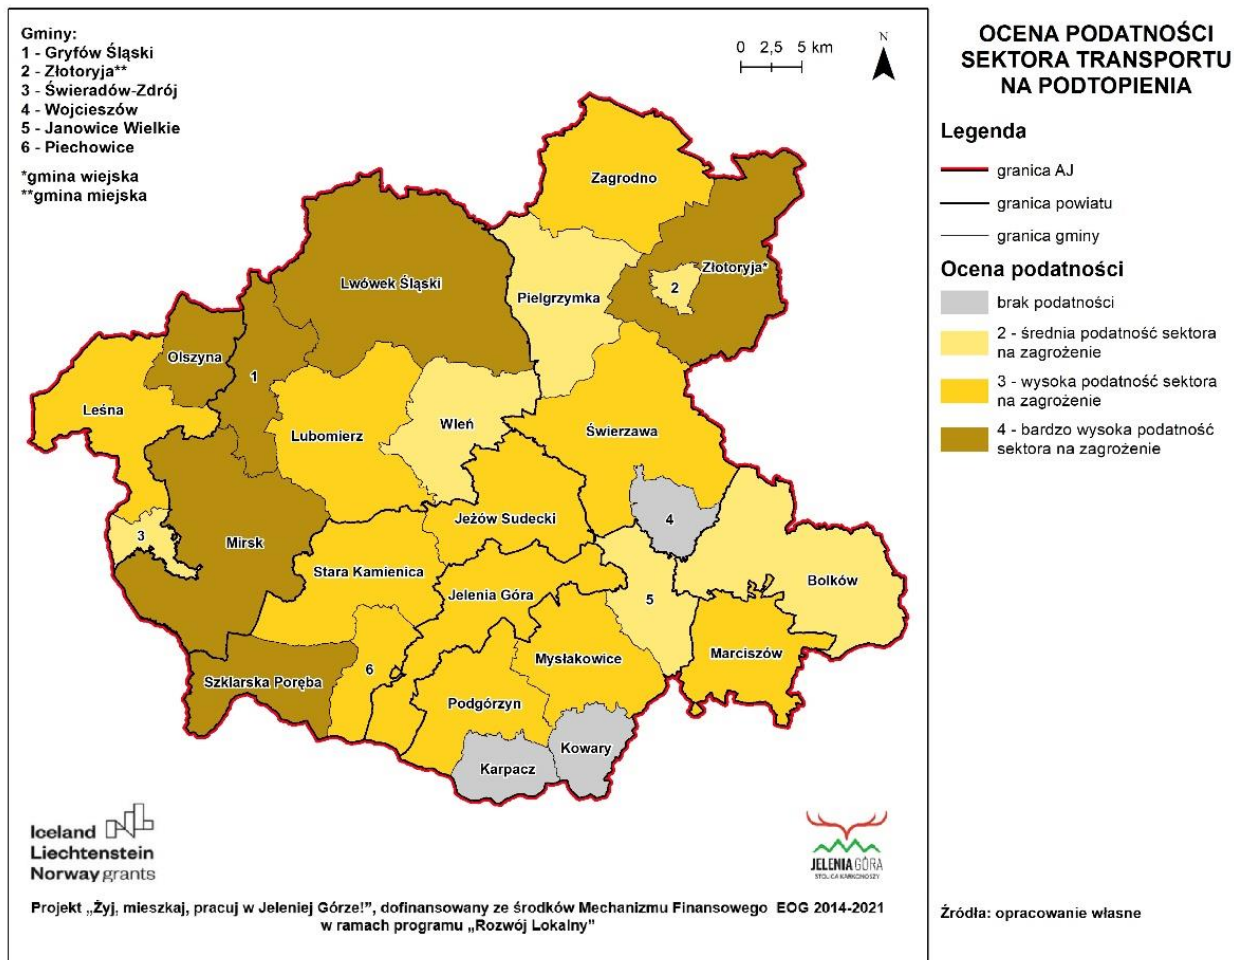 Gminy:
1 - Gryfów Śląski
2 - Złotoryja**
3 - Świeradów-Zdrój
4 - Wojcieszów
5 - Janowice Wielkie
6 - Piechowice
*gmina wiejska
**gmina miejska
0 2,5 5 km
N
Zagrodno
Złotoryja*
2
Lwówek Śląski
Pielgrzymka
Olszyna
1
Leśna
Lubomierz
Wleń
Świerzawa
Jeżów Sudecki
4
3
Mirsk
Stara Kamienica
Jelenia Góra
5
Bolków
Mysłakowice
Marciszów
6
Szklarska Poręba
Podgórzyn
Kowary
Karpacz
OCENA PODATNOŚCI
SEKTORA TRANSPORTU
NA PODTOPIENIA
Legenda
granica AJ
granica powiatu
granica gminy
Ocena podatności
brak podatności
2 - średnia podatność sektora
na zagrożenie
3 - wysoka podatność sektora
na zagrożenie
4 - bardzo wysoka podatność
sektora na zagrożenie
Iceland
Liechtenstein
Norway grants
JELENIA GÓRA
STOLICA KARKONOSZY
Projekt „Żyj, mieszkaj, pracuj w Jeleniej Górze!”, dofinansowany ze środków Mechanizmu Finansowego EOG 2014-2021
w ramach programu „Rozwój Lokalny”
Źródła: opracowanie własne